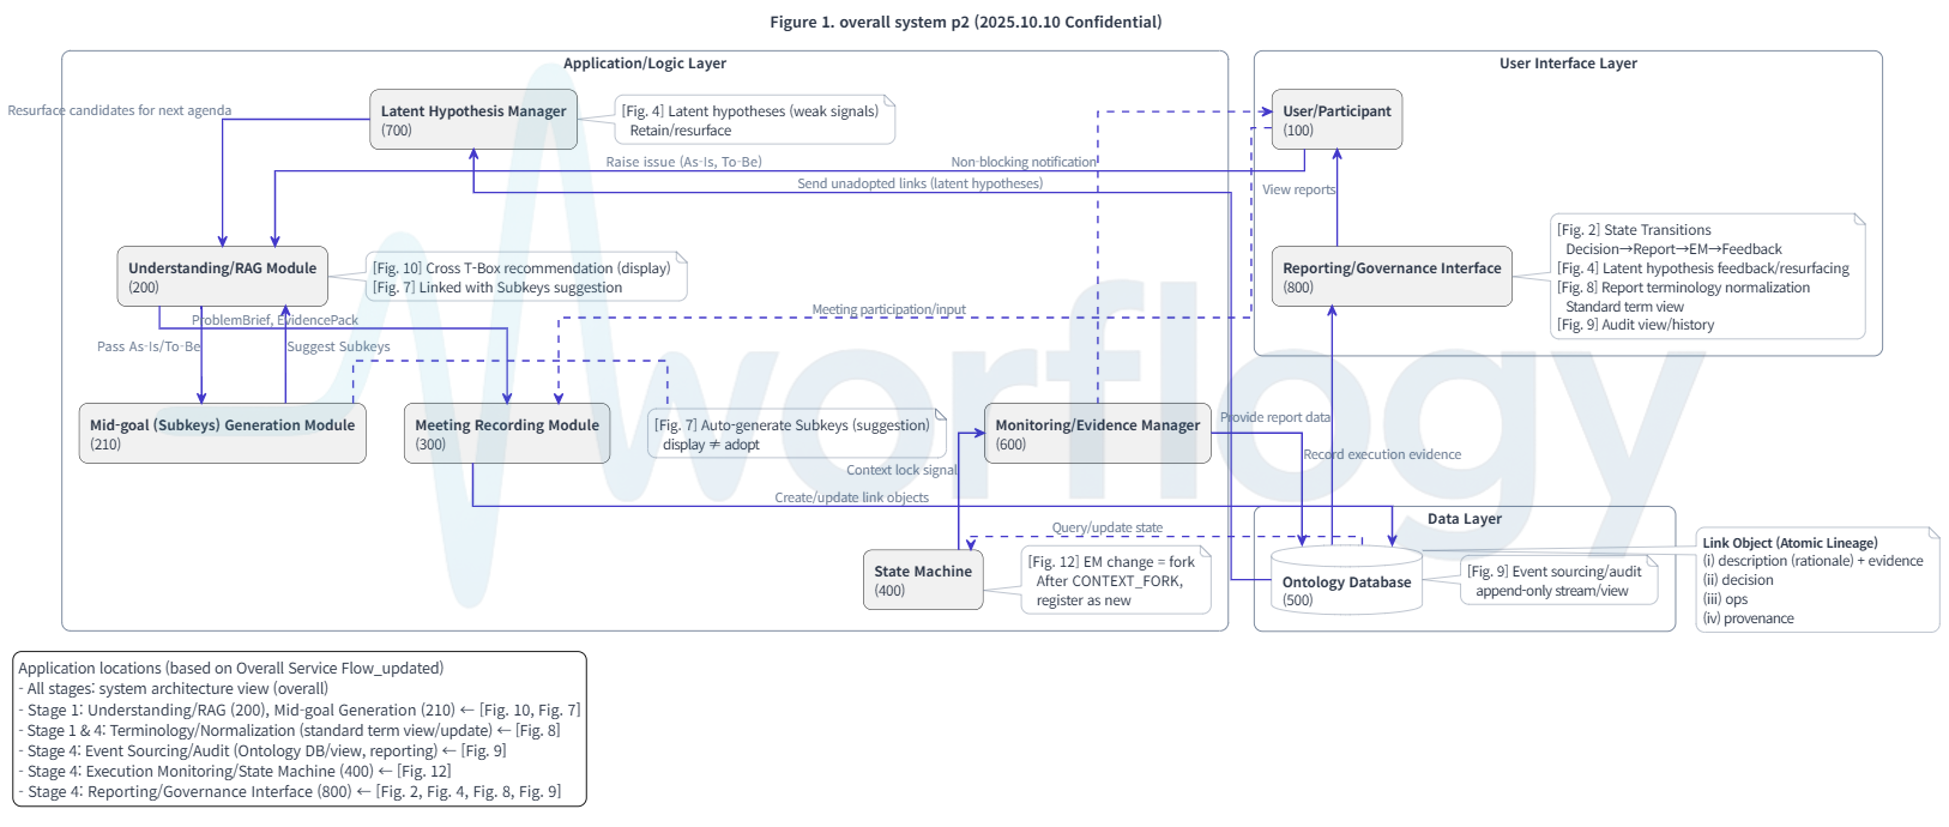 Figure 1. overall system p2 (2025.10.10 Confidential)
Application/Logic Layer
User Interface Layer
Resurface candidates for next agenda
Latent Hypothesis Manager
(700)
[Fig. 4] Latent hypotheses (weak signals)
Retain/resurface
User/Participant
(100)
Raise issue (As-Is, To-Be)
Non-blocking notification
Send unadopted links (latent hypotheses)
View reports
Understanding/RAG Module
(200)
[Fig. 10] Cross T-Box recommendation (display)
[Fig. 7] Linked with Subkeys suggestion
Reporting/Governance Interface
(800)
[Fig. 2] State Transitions
Decision→Report→EM→Feedback
[Fig. 4] Latent hypothesis feedback/resurfacing
[Fig. 8] Report terminology normalization
Standard term view
[Fig. 9] Audit view/history
ProblemBrief, EvidencePack
Meeting participation/input
Pass As-Is/To-Be
Suggest Subkeys
Mid-goal (Subkeys) Generation Module
(210)
Meeting Recording Module
(300)
[Fig. 7] Auto-generate Subkeys (suggestion)
display ≠ adopt
Monitoring/Evidence Manager
(600)
Provide report data
Record execution evidence
Context lock signal
Create/update link objects
Query/update state
Data Layer
State Machine
(400)
[Fig. 12] EM change = fork
After CONTEXT_FORK,
register as new
Ontology Database
(500)
[Fig. 9] Event sourcing/audit
append-only stream/view
Link Object (Atomic Lineage)
(i) description (rationale) + evidence
(ii) decision
(iii) ops
(iv) provenance
worflogy
Application locations (based on Overall Service Flow_updated)
- All stages: system architecture view (overall)
- Stage 1: Understanding/RAG (200), Mid-goal Generation (210) ← [Fig. 10, Fig. 7]
- Stage 1 & 4: Terminology/Normalization (standard term view/update) ← [Fig. 8]
- Stage 4: Event Sourcing/Audit (Ontology DB/view, reporting) ← [Fig. 9]
- Stage 4: Execution Monitoring/State Machine (400) ← [Fig. 12]
- Stage 4: Reporting/Governance Interface (800) ← [Fig. 2, Fig. 4, Fig. 8, Fig. 9]